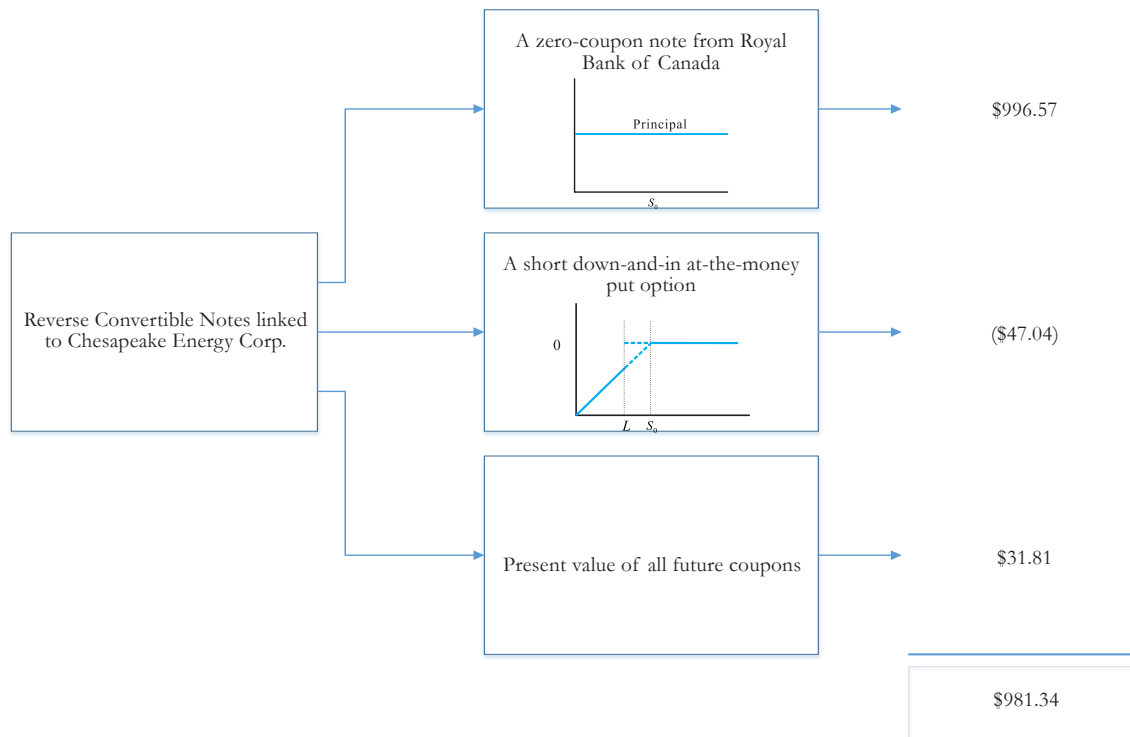 A zero-coupon note from Royal
Bank of Canada
Principal
S₀
$996.57
Reverse Convertible Notes linked
to Chesapeake Energy Corp.
A short down-and-in at-the-money
put option
0
L S₀
($47.04)
Present value of all future coupons
$31.81
$981.34